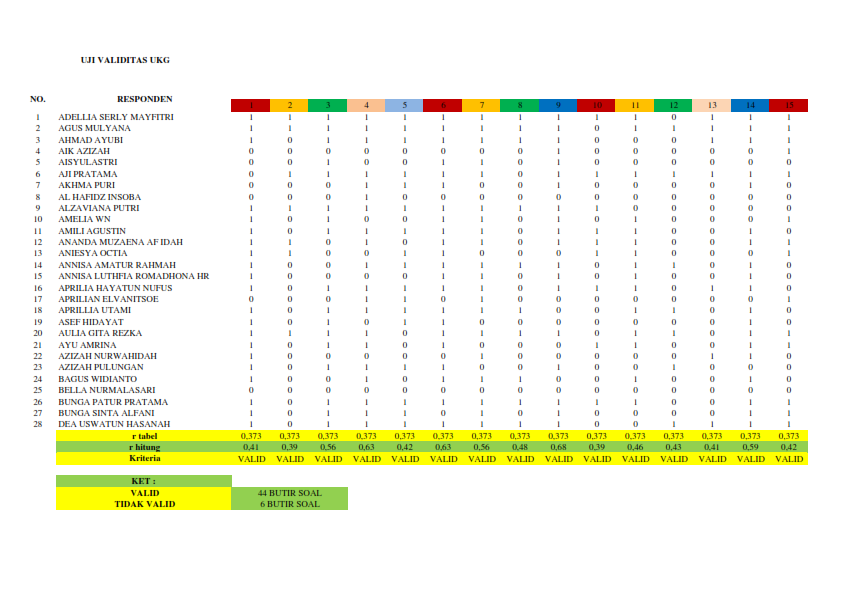 UJI VALIDITAS UKG
NO. RESPONDEN 1 2 3 4 5 6 7 8 9 10 11 12 13 14 15
1 ADELLIA SERLY MAYFITRI 1 1 1 1 1 1 1 1 1 1 1 0 1 1 1
2 AGUS MULYANA 1 1 1 1 1 1 1 1 1 0 1 1 1 1 1
3 AHMAD AYUBI 1 0 1 1 1 1 1 1 1 0 0 0 1 1 1
4 AIK AZIZAH 0 0 0 0 0 0 0 1 0 0 0 0 0 0 1
5 AISYULASTRI 0 0 1 0 0 1 1 1 1 0 0 0 0 0 0
6 AJI PRATAMA 0 1 1 1 1 1 1 1 1 1 1 1 1 1 1
7 AKHMA PURI 0 0 0 1 1 1 0 0 1 0 0 0 0 1 0
8 AL HAFIDZ INSOBA 0 0 0 1 0 0 0 0 0 0 0 0 0 0 0
9 ALZAVIANA PUTRI 1 1 1 1 1 1 1 1 1 1 0 0 0 0 0
10 AMELIA WN 1 0 1 0 0 1 1 0 1 0 1 0 0 0 1
11 AMILI AGUSTIN 1 0 1 1 1 1 1 0 1 1 1 0 0 1 0
12 ANANDA MUZAENA AF IDAH 1 1 0 1 0 1 1 0 1 1 1 0 0 1 1
13 ANIESYA OCTIA 1 1 0 0 1 1 0 0 0 1 1 0 0 1 0
14 ANNISA AMATUR RAHMAH 1 0 0 1 1 1 1 1 1 0 1 1 0 1 0
15 ANNISA LUTHFIA ROMADHONA HR 1 0 0 0 0 1 1 0 1 0 1 0 0 1 0
16 APRILIA HAYATUN NUFUS 1 0 1 1 1 1 1 0 1 1 1 0 1 1 0
17 APRILIAN ELVANITSOE 0 0 0 1 1 0 1 0 0 0 0 0 0 0 1
18 APRILLIA UTAMI 1 0 1 1 1 1 1 1 0 0 1 0 0 1 1
19 ASEF HIDAYAT 1 0 1 0 1 1 0 0 0 0 0 0 0 1 0
20 AULIA GITA REZKA 1 1 1 1 0 1 1 1 1 0 1 1 0 1 1
21 AYU AMRINA 1 0 1 1 1 1 1 0 0 1 1 0 0 1 1
22 AZIZAH NURWAHIDAH 1 0 0 0 0 0 1 0 0 0 0 0 1 1 0
23 AZIZAH PULUNGAN 1 0 1 1 1 1 0 0 1 0 0 1 0 0 0
24 BAGUS WIDIANTO 1 0 0 1 0 1 1 1 0 0 1 0 0 1 1
25 BELLA NURMALASARI 0 0 0 0 0 0 0 0 0 0 0 0 0 0 0
26 BUNGA PATUR PRATAMA 1 0 1 1 1 1 1 1 1 1 1 0 0 1 1
27 BUNGA SINTA ALFANI 1 0 1 1 1 0 1 0 1 0 0 0 0 1 1
28 DEA USWATUN HASANAH 1 0 1 1 1 0 1 0 1 0 0 1 0 1 1
r tabel 0,373 0,373 0,373 0,373 0,373 0,373 0,373 0,373 0,373 0,373 0,373 0,373 0,373 0,373 0,373
r hitung 0,41 0,39 0,56 0,63 0,42 0,63 0,56 0,48 0,68 0,39 0,46 0,43 0,41 0,59 0,42
Kriteria VALID VALID VALID VALID VALID VALID VALID VALID VALID VALID VALID VALID VALID VALID VALID
KET :
VALID 44 BUTIR SOAL
TIDAK VALID 6 BUTIR SOAL